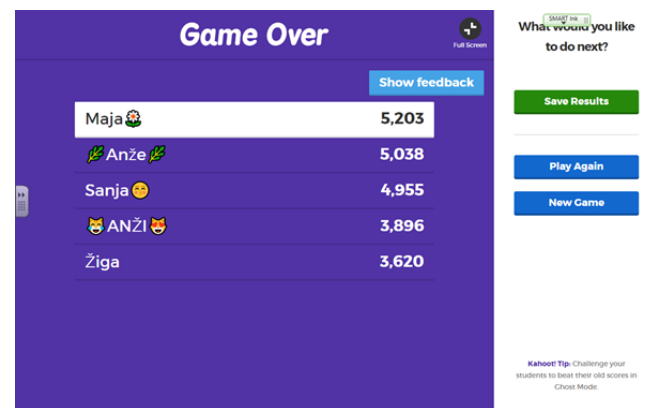 Game Over
Full Screen
Show feedback
Maja🌼 5,203
🌿Anže🌿 5,038
Sanja😊 4,955
😹ANŽI😻 3,896
Žiga 3,620
SMART Ink
What would you like
to do next?
Save Results
Play Again
New Game
Kahoot! Tip: Challenge your
students to beat their old scores in
Ghost Mode.